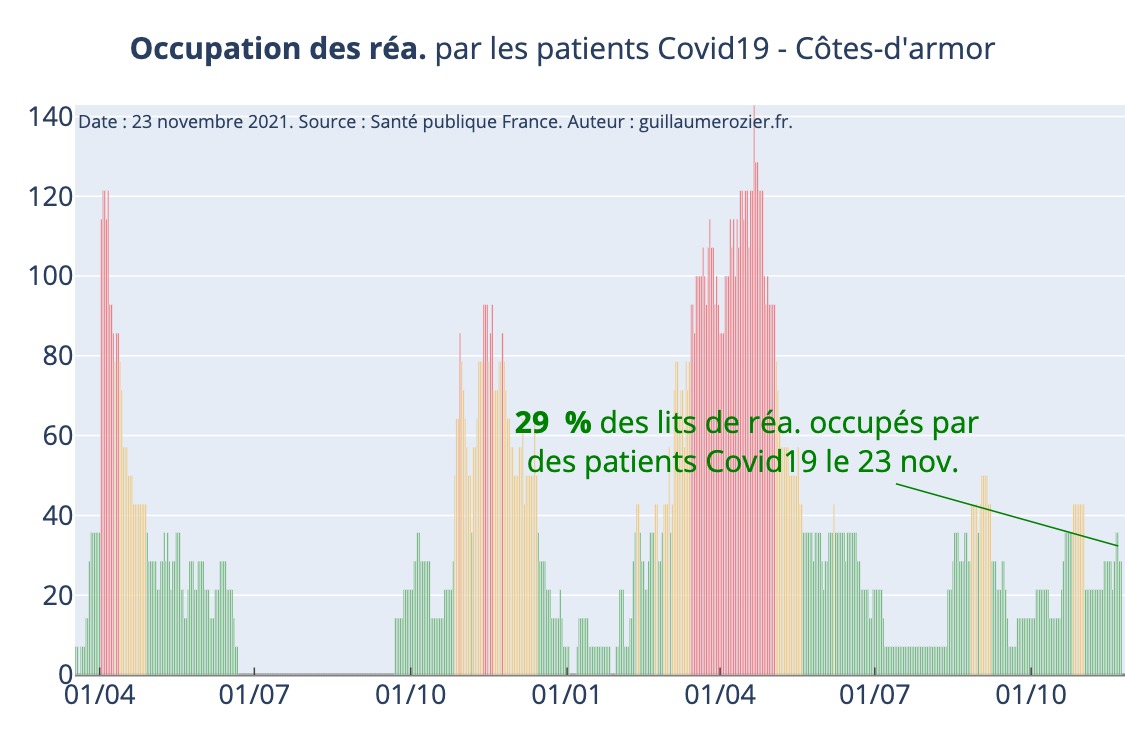 Occupation des réa. par les patients Covid19 - Côtes-d'armor
140
Date : 23 novembre 2021. Source : Santé publique France. Auteur : guillaumerozier.fr.
120
100
80
60
29 % des lits de réa. occupés par
des patients Covid19 le 23 nov.
40
20
0
01/04 01/07 01/10 01/01 01/04 01/07 01/10